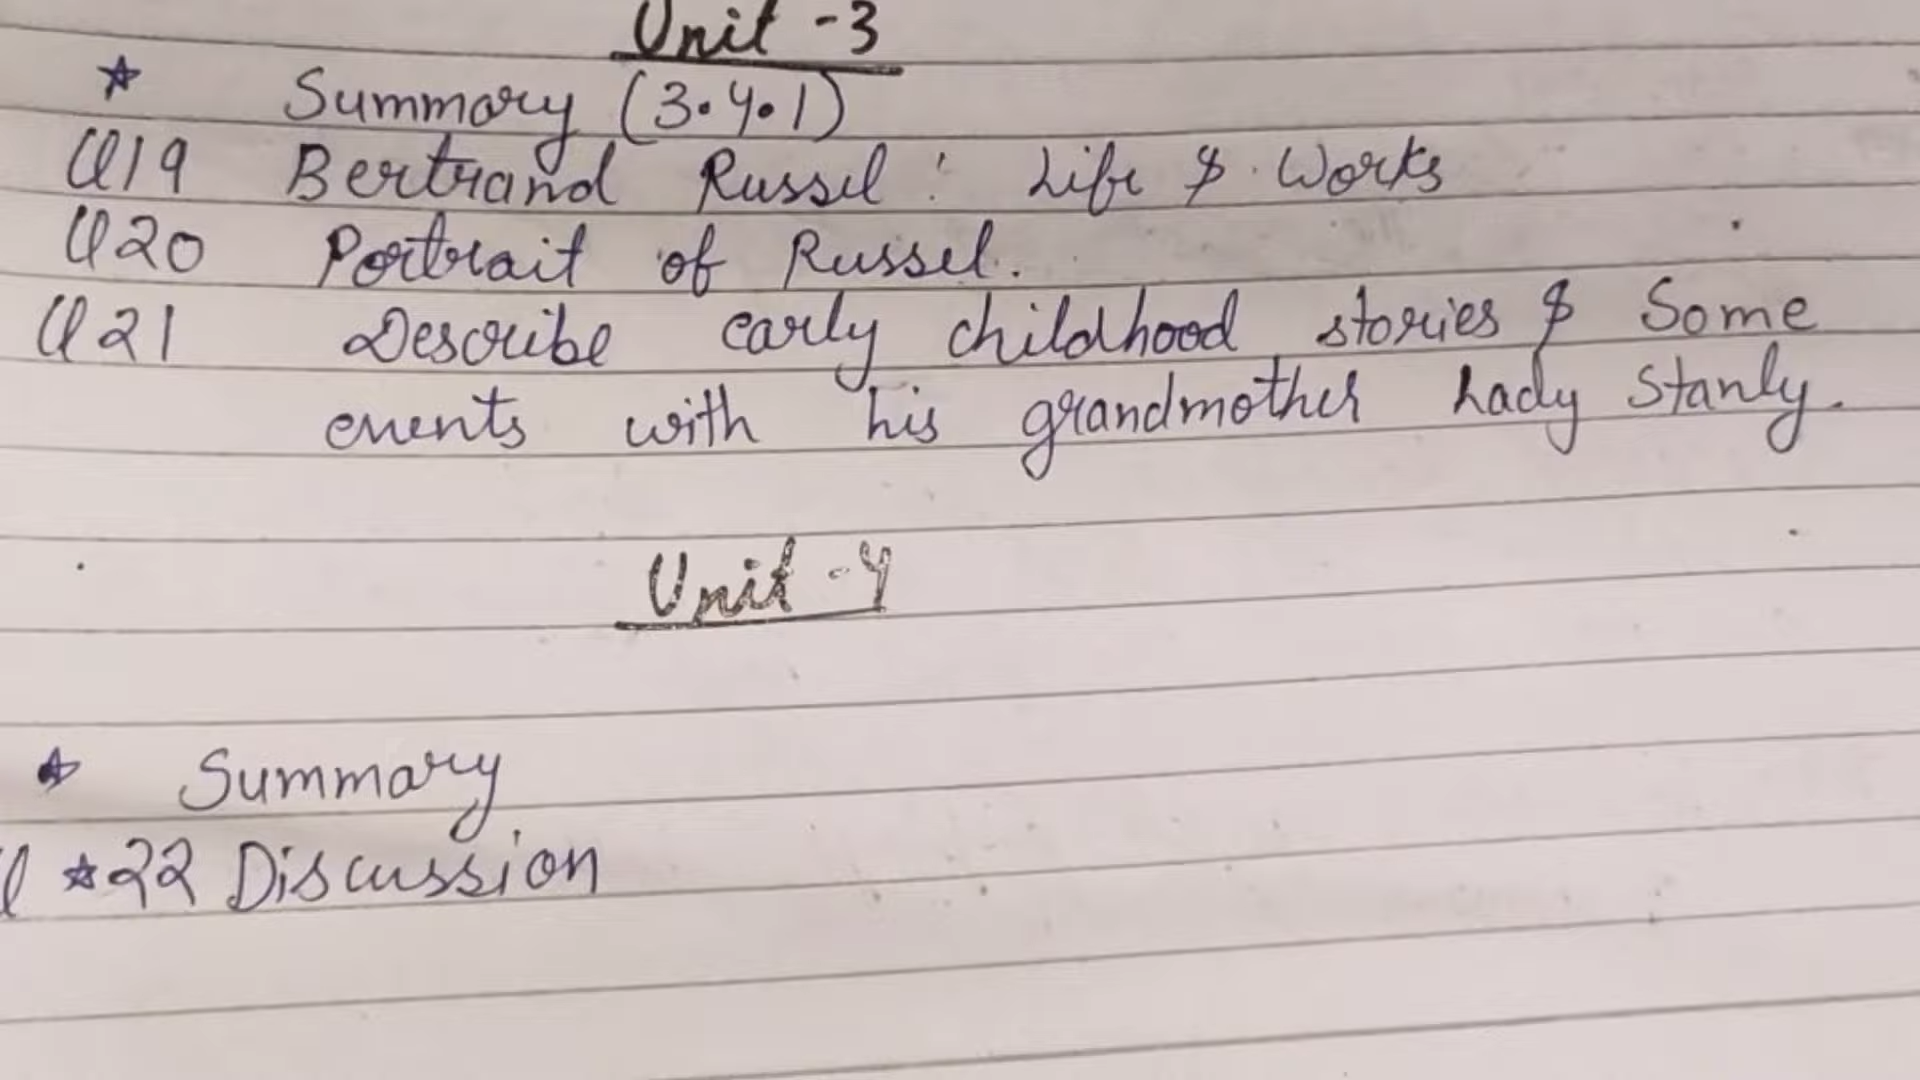 Unit - 3
☆ Summary (3.4.1)
Q19 Bertrand Russel : Life & Works
Q20 Portrait of Russel.
Q21 Describe early childhood stories & Some
events with his grandmother Lady Stanly.
Unit - 4
☆ Summary
Q ☆22 Discussion